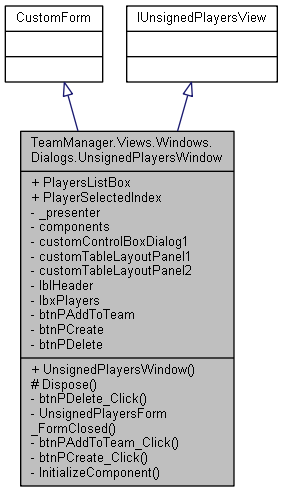 CustomForm
IUnsignedPlayersView
TeamManager.Views.Windows.
Dialogs.UnsignedPlayersWindow
+ PlayersListBox
+ PlayerSelectedIndex
- _presenter
- components
- customControlBoxDialog1
- customTableLayoutPanel1
- customTableLayoutPanel2
- lblHeader
- lbxPlayers
- btnPAddToTeam
- btnPCreate
- btnPDelete
+ UnsignedPlayersWindow()
# Dispose()
- btnPDelete_Click()
- UnsignedPlayersForm
_FormClosed()
- btnPAddToTeam_Click()
- btnPCreate_Click()
- InitializeComponent()